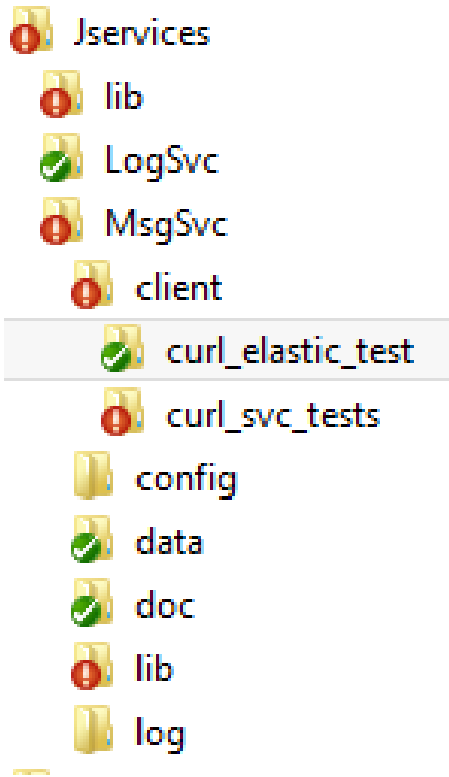 Jservices
lib
LogSvc
MsgSvc
client
curl_elastic_test
curl_svc_tests
config
data
doc
lib
log